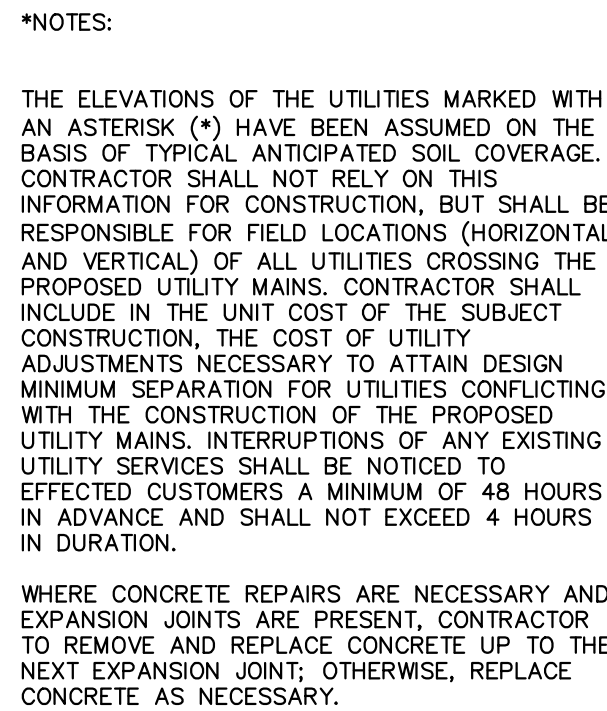 *NOTES:
THE ELEVATIONS OF THE UTILITIES MARKED WITH
AN ASTERISK (*) HAVE BEEN ASSUMED ON THE
BASIS OF TYPICAL ANTICIPATED SOIL COVERAGE.
CONTRACTOR SHALL NOT RELY ON THIS
INFORMATION FOR CONSTRUCTION, BUT SHALL BE
RESPONSIBLE FOR FIELD LOCATIONS (HORIZONTAL
AND VERTICAL) OF ALL UTILITIES CROSSING THE
PROPOSED UTILITY MAINS. CONTRACTOR SHALL
INCLUDE IN THE UNIT COST OF THE SUBJECT
CONSTRUCTION, THE COST OF UTILITY
ADJUSTMENTS NECESSARY TO ATTAIN DESIGN
MINIMUM SEPARATION FOR UTILITIES CONFLICTING
WITH THE CONSTRUCTION OF THE PROPOSED
UTILITY MAINS. INTERRUPTIONS OF ANY EXISTING
UTILITY SERVICES SHALL BE NOTICED TO
EFFECTED CUSTOMERS A MINIMUM OF 48 HOURS
IN ADVANCE AND SHALL NOT EXCEED 4 HOURS
IN DURATION.
WHERE CONCRETE REPAIRS ARE NECESSARY AND
EXPANSION JOINTS ARE PRESENT, CONTRACTOR
TO REMOVE AND REPLACE CONCRETE UP TO THE
NEXT EXPANSION JOINT; OTHERWISE, REPLACE
CONCRETE AS NECESSARY.